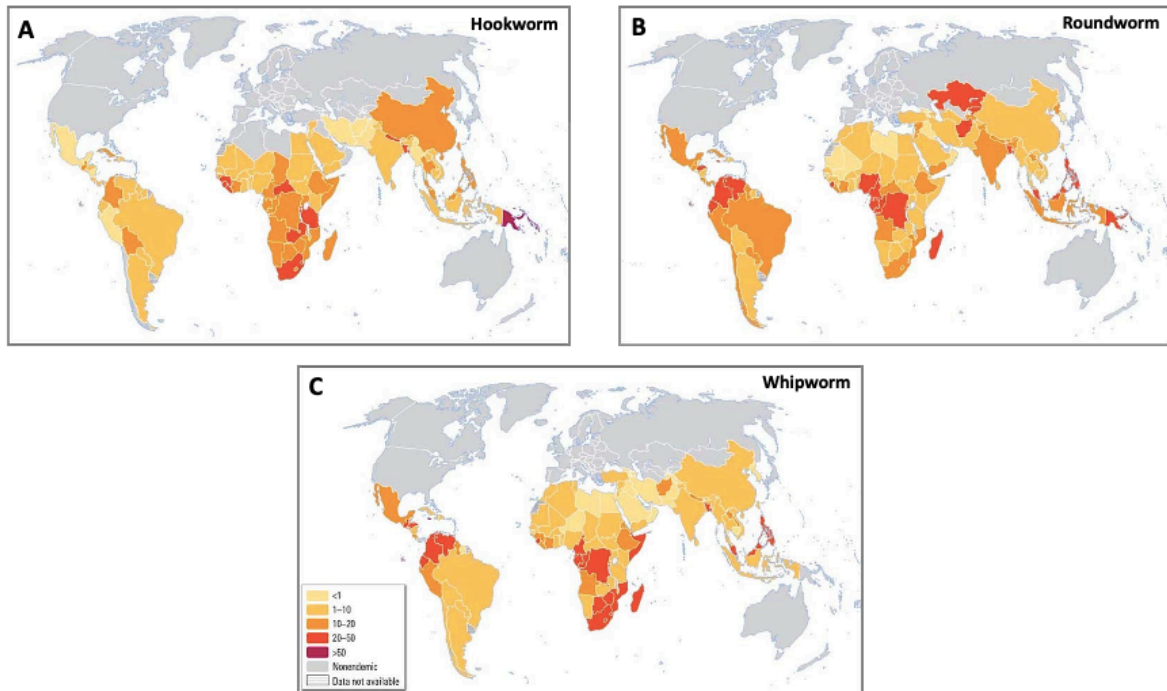 A
Hookworm
B
Roundworm
C
Whipworm
<1
1–10
10–20
20–50
>50
Nonendemic
Data not available